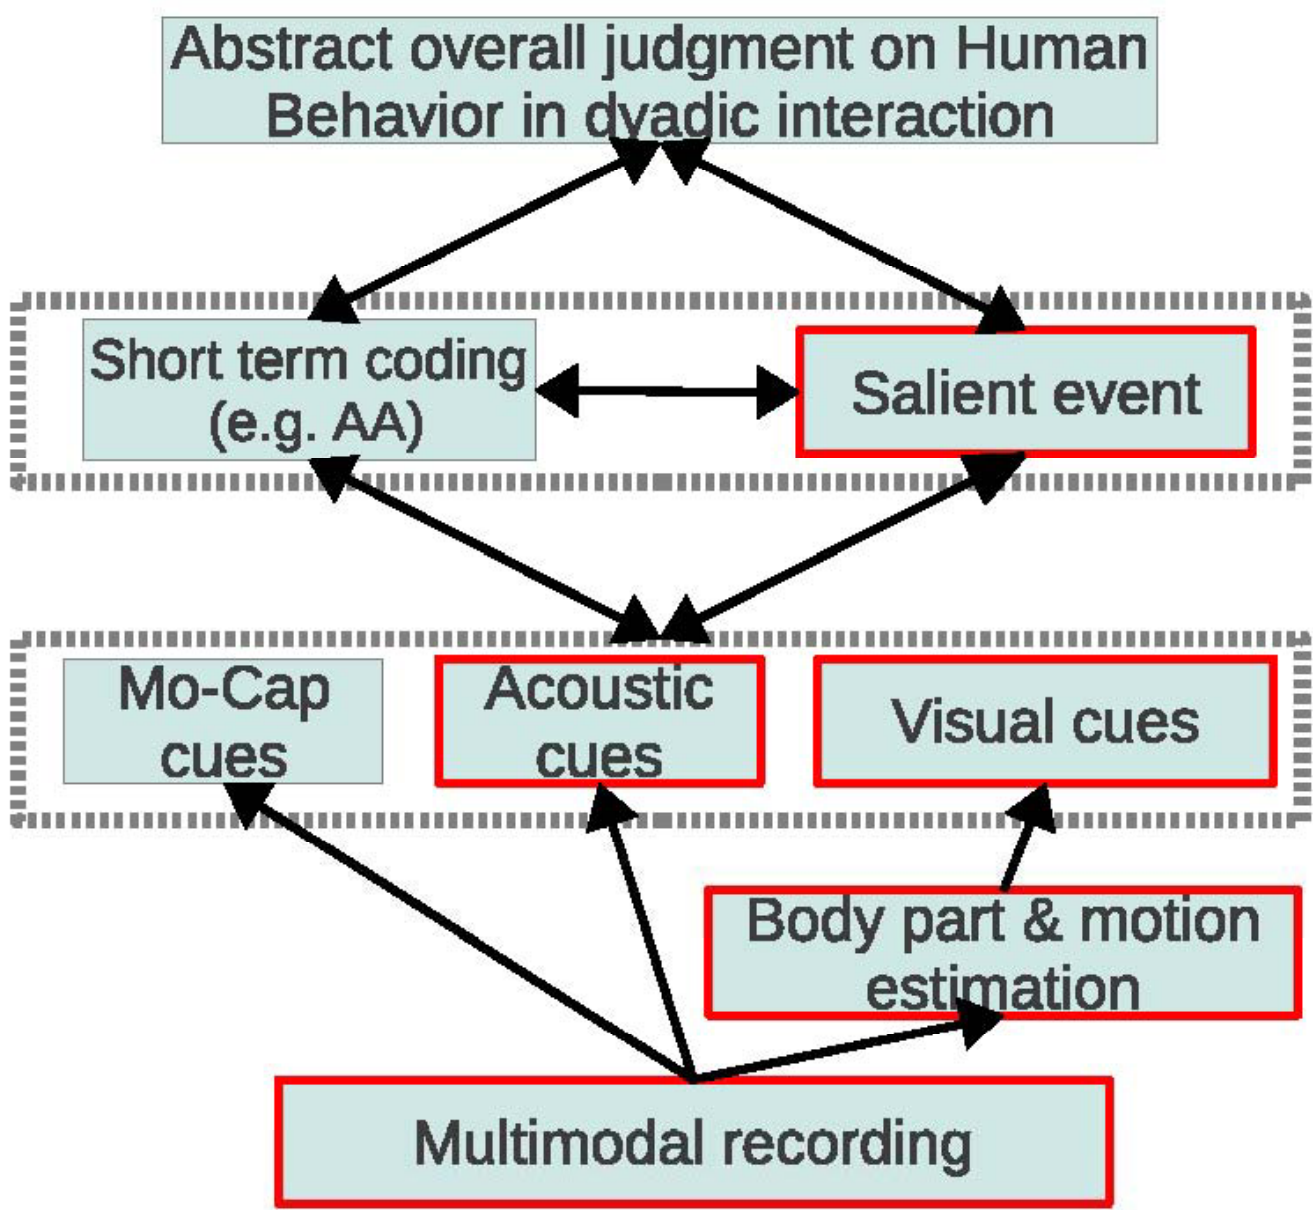 Abstract overall judgment on Human
Behavior in dyadic interaction
Short term coding
(e.g. AA)
Salient event
Mo-Cap
cues
Acoustic
cues
Visual cues
Body part & motion
estimation
Multimodal recording